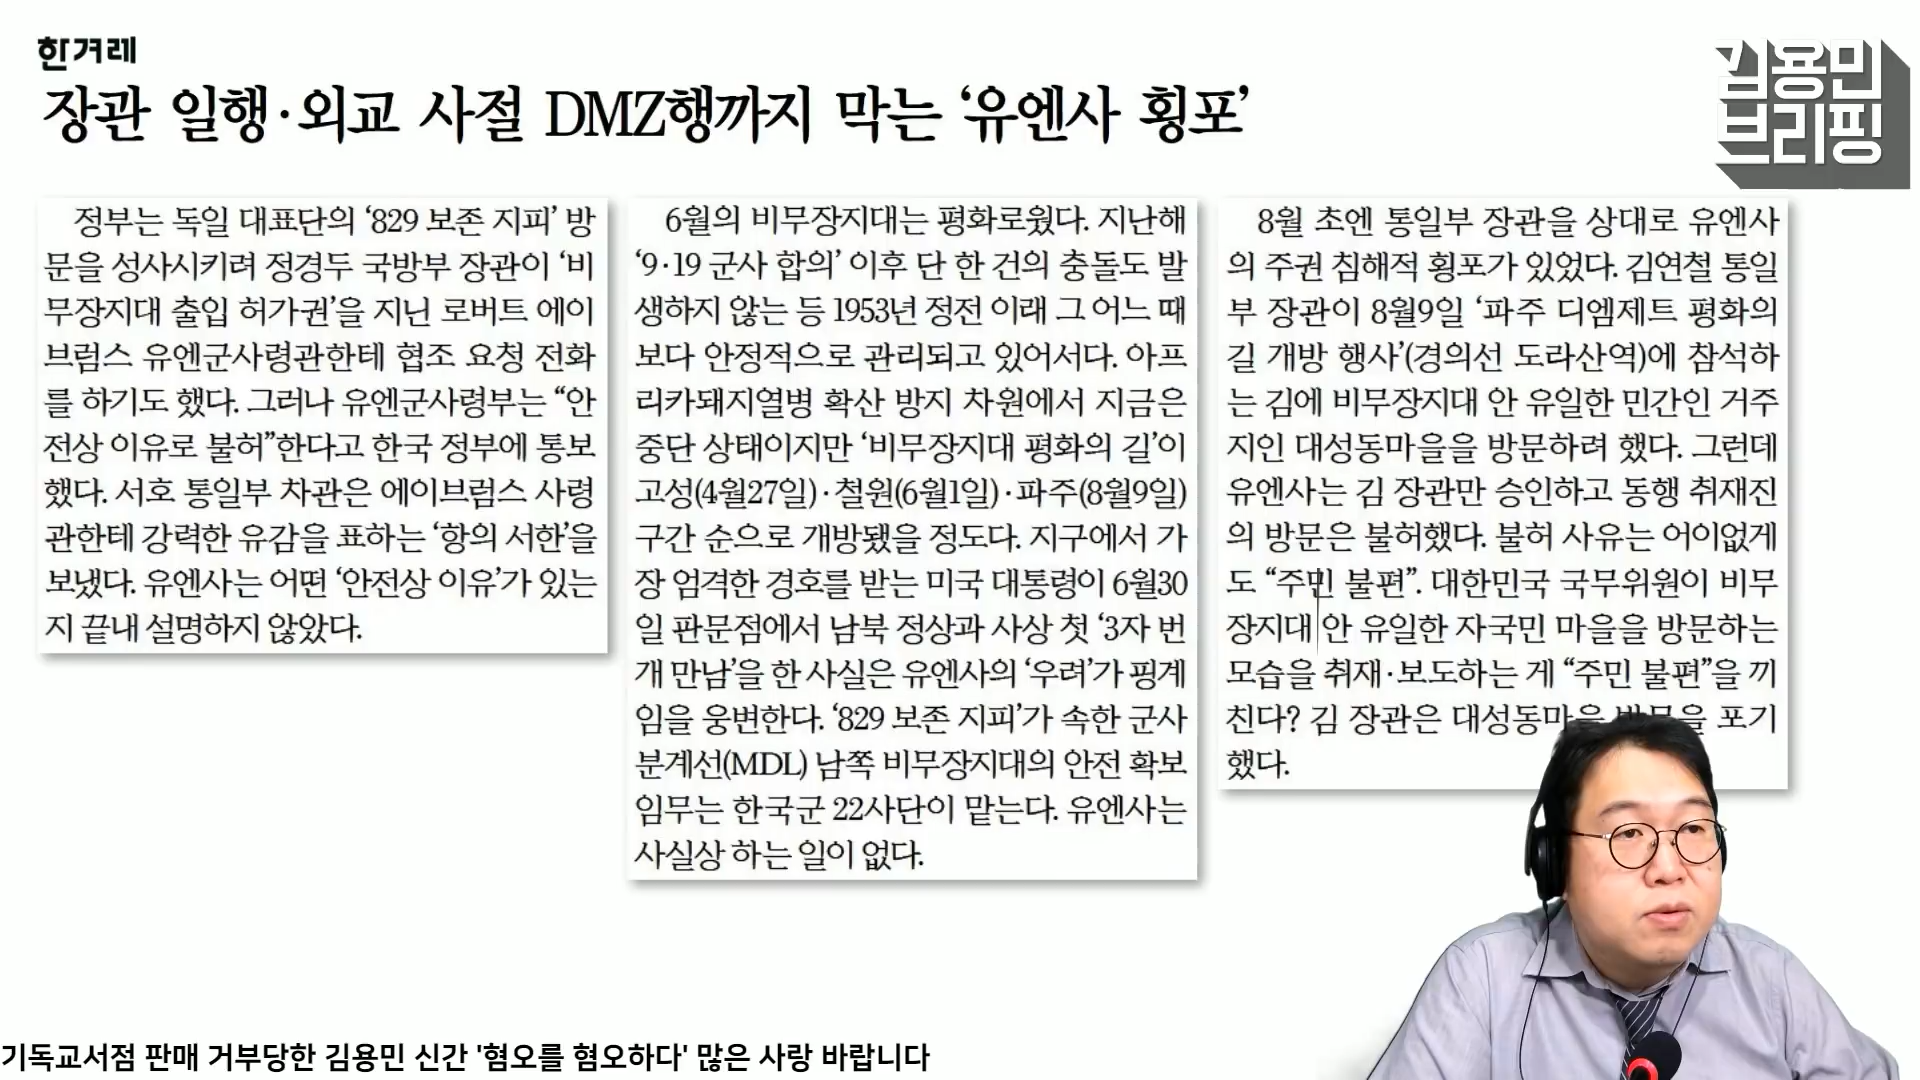 한겨레
장관 일행·외교 사절 DMZ행까지 막는 ‘유엔사 횡포’
김용민
브리핑
정부는 독일 대표단의 ‘829 보존 지피’ 방
문을 성사시키려 정경두 국방부 장관이 ‘비
무장지대 출입 허가권’을 지닌 로버트 에이
브럼스 유엔군사령관한테 협조 요청 전화
를 하기도 했다. 그러나 유엔군사령부는 “안
전상 이유로 불허”한다고 한국 정부에 통보
했다. 서호 통일부 차관은 에이브럼스 사령
관한테 강력한 유감을 표하는 ‘항의 서한’을
보냈다. 유엔사는 어떤 ‘안전상 이유’가 있는
지 끝내 설명하지 않았다.
6월의 비무장지대는 평화로웠다. 지난해
‘9·19 군사 합의’ 이후 단 한 건의 충돌도 발
생하지 않는 등 1953년 정전 이래 그 어느 때
보다 안정적으로 관리되고 있어서다. 아프
리카돼지열병 확산 방지 차원에서 지금은
중단 상태이지만 ‘비무장지대 평화의 길’이
고성(4월27일)·철원(6월1일)·파주(8월9일)
구간 순으로 개방됐을 정도다. 지구에서 가
장 엄격한 경호를 받는 미국 대통령이 6월30
일 판문점에서 남북 정상과 사상 첫 ‘3자 번
개 만남’을 한 사실은 유엔사의 ‘우려’가 핑계
임을 웅변한다. ‘829 보존 지피’가 속한 군사
분계선(MDL) 남쪽 비무장지대의 안전 확보
임무는 한국군 22사단이 맡는다. 유엔사는
사실상 하는 일이 없다.
8월 초엔 통일부 장관을 상대로 유엔사
의 주권 침해적 횡포가 있었다. 김연철 통일
부 장관이 8월9일 ‘파주 디엠제트 평화의
길 개방 행사’(경의선 도라산역)에 참석하
는 김에 비무장지대 안 유일한 민간인 거주
지인 대성동마을을 방문하려 했다. 그런데
유엔사는 김 장관만 승인하고 동행 취재진
의 방문은 불허했다. 불허 사유는 어이없게
도 “주민 불편”. 대한민국 국무위원이 비무
장지대 안 유일한 자국민 마을을 방문하는
모습을 취재·보도하는 게 “주민 불편”을 끼
친다? 김 장관은 대성동마을 방문을 포기
했다.
기독교서점 판매 거부당한 김용민 신간 '혐오를 혐오하다' 많은 사랑 바랍니다